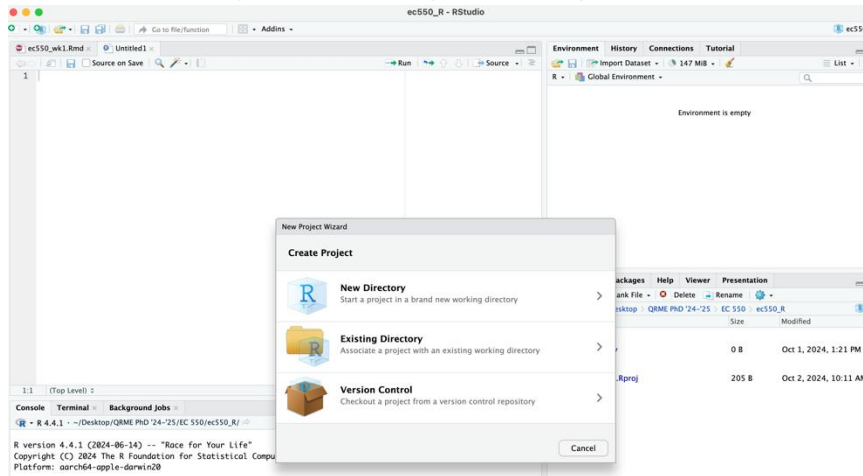 ec550_R - RStudio
Go to file/function
Addins
ec55
ec550_wk1.Rmd
Untitled1
Source on Save
Run
Source
1
1:1
(Top Level)
Console
Terminal
Background Jobs
R 4.4.1 · ~/Desktop/QRME PhD '24-'25/EC 550/ec550_R/
R version 4.4.1 (2024-06-14) -- "Race for Your Life"
Copyright (C) 2024 The R Foundation for Statistical Compu
Platform: aarch64-apple-darwin20
Environment
History
Connections
Tutorial
Import Dataset
147 MiB
List
R
Global Environment
Environment is empty
New Project Wizard
Create Project
New Directory
Start a project in a brand new working directory
Existing Directory
Associate a project with an existing working directory
Version Control
Checkout a project from a version control repository
Cancel
ackages
Help
Viewer
Presentation
ank File
Delete
Rename
esktop
QRME PhD '24-'25
EC 550
ec550_R
Size
Modified
0 B
Oct 1, 2024, 1:21 PM
.Rproj
205 B
Oct 2, 2024, 10:11 AM